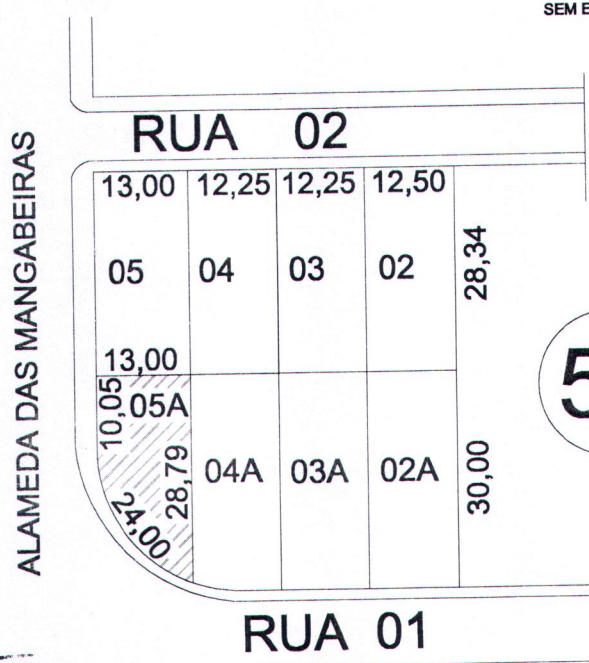 SEM E
RUA 02
ALAMEDA DAS MANGABEIRAS
13,00 12,25 12,25 12,50
05 04 03 02 28,34
13,00
10,05 05A
28,79 04A 03A 02A 30,00
24,00
5
RUA 01